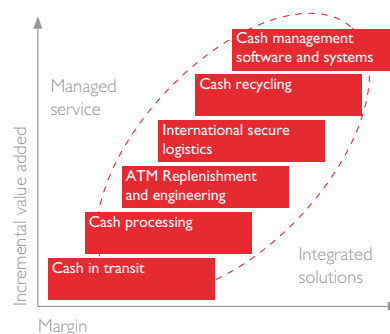 Cash management
software and systems
Managed
service
Cash recycling
International secure
logistics
ATM Replenishment
and engineering
Cash processing
Integrated
solutions
Cash in transit
Incremental value added
Margin